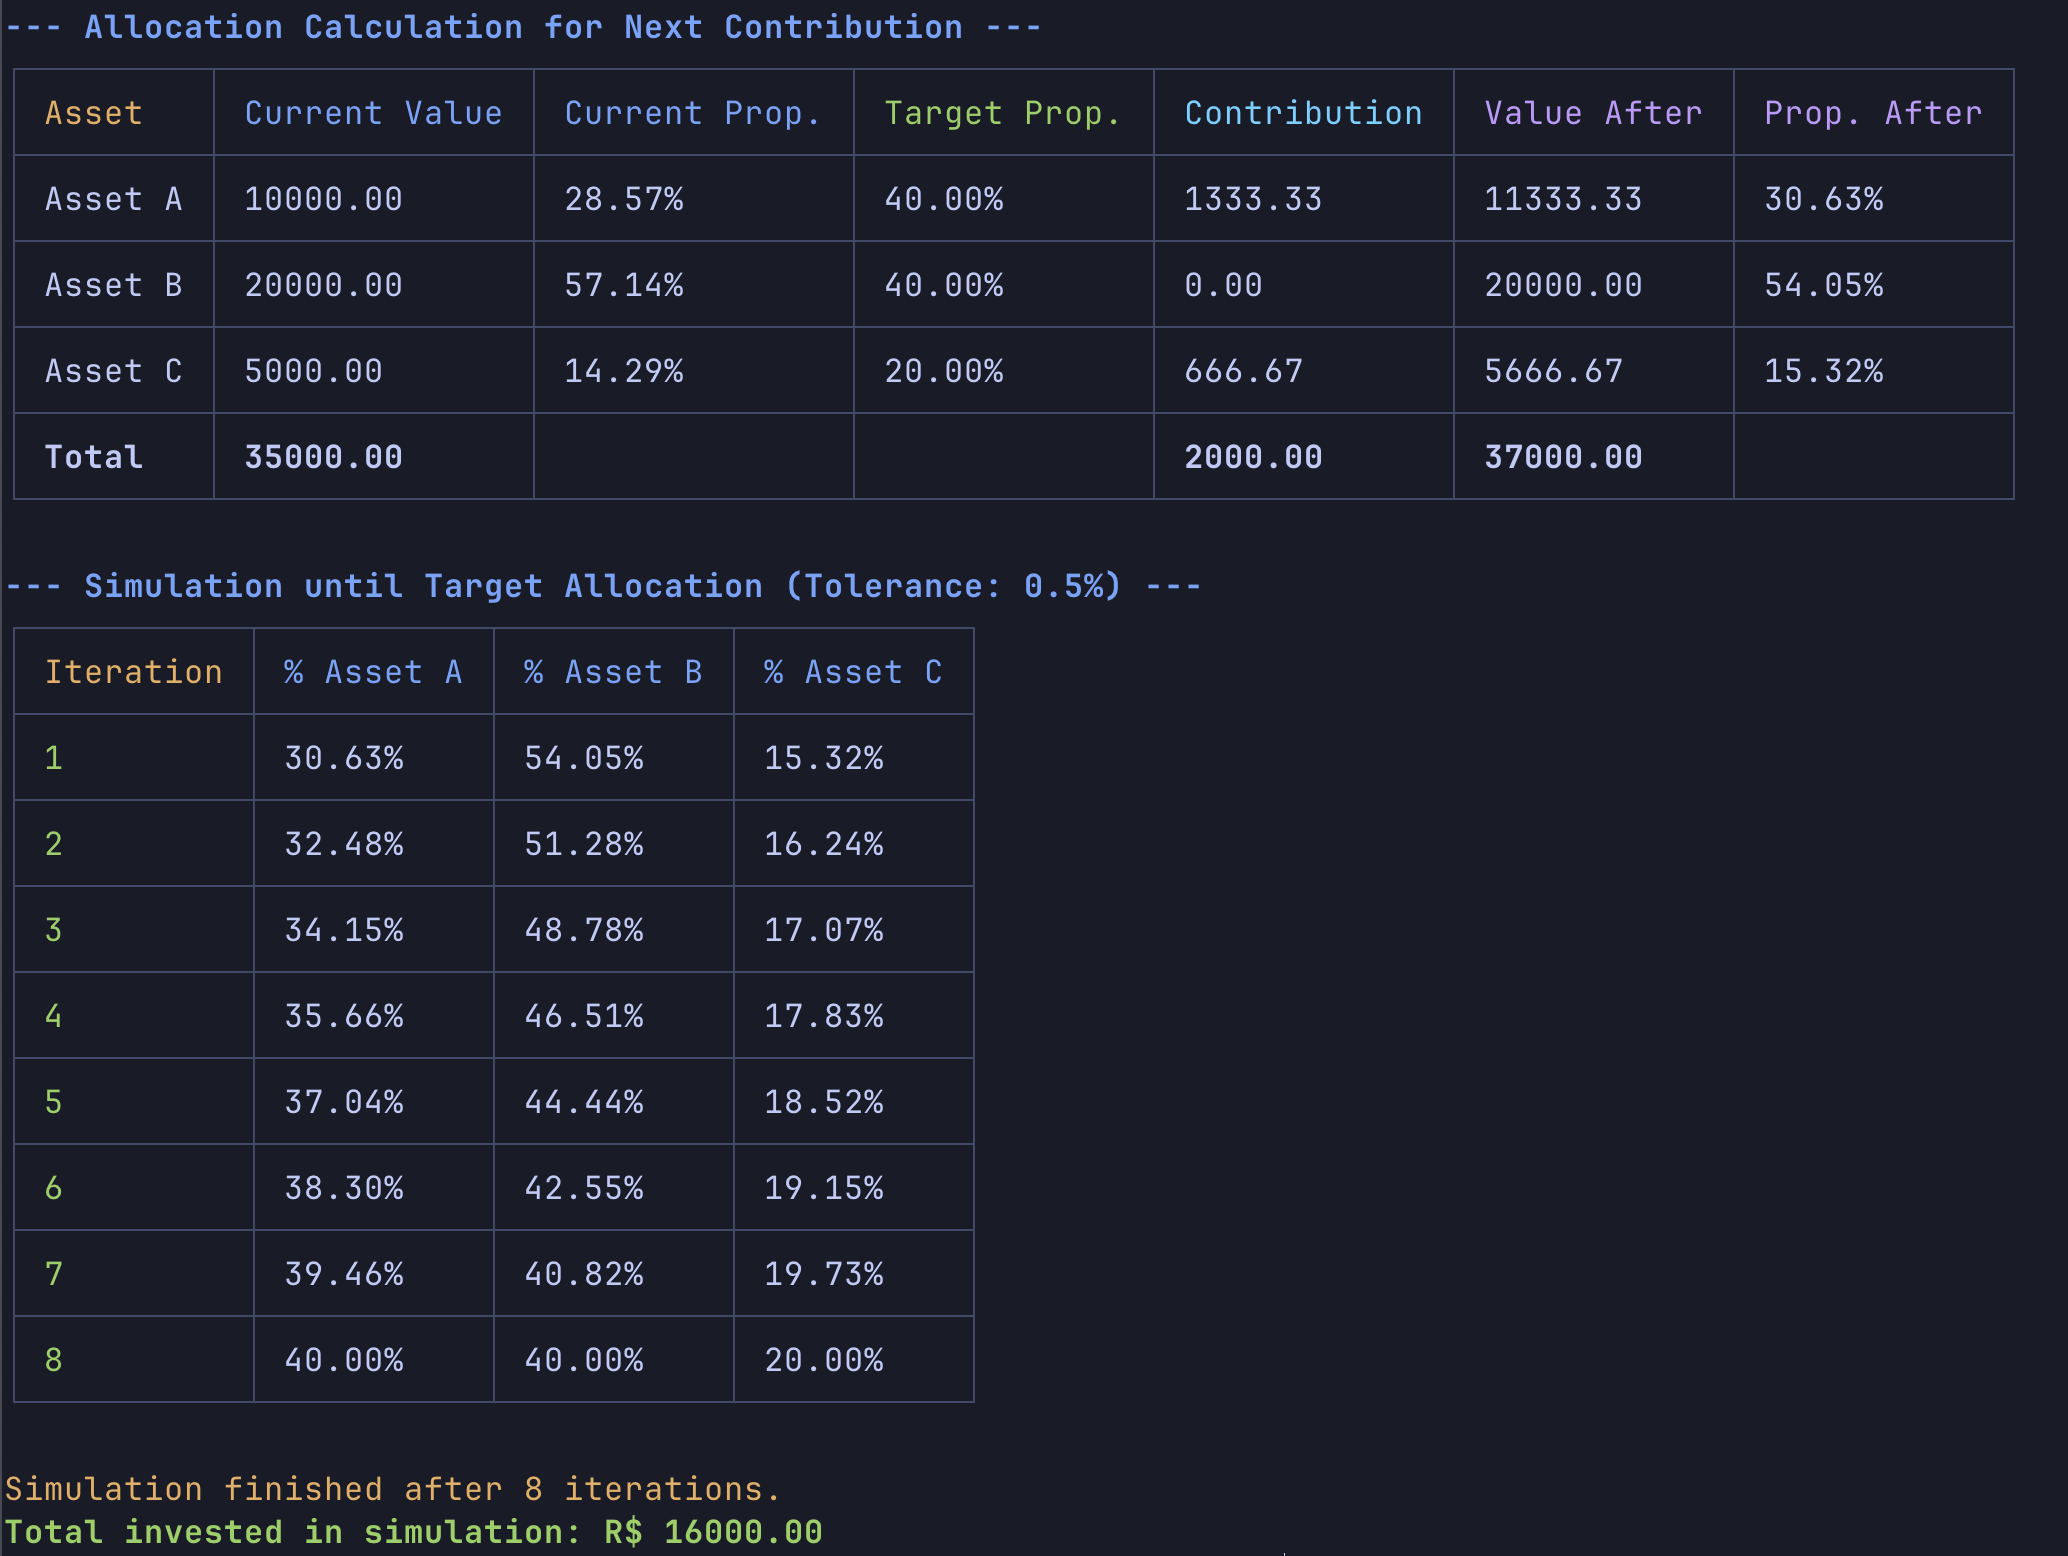 --- Allocation Calculation for Next Contribution ---
Asset Current Value Current Prop. Target Prop. Contribution Value After Prop. After
Asset A 10000.00 28.57% 40.00% 1333.33 11333.33 30.63%
Asset B 20000.00 57.14% 40.00% 0.00 20000.00 54.05%
Asset C 5000.00 14.29% 20.00% 666.67 5666.67 15.32%
Total 35000.00 2000.00 37000.00
--- Simulation until Target Allocation (Tolerance: 0.5%) ---
Iteration % Asset A % Asset B % Asset C
1 30.63% 54.05% 15.32%
2 32.48% 51.28% 16.24%
3 34.15% 48.78% 17.07%
4 35.66% 46.51% 17.83%
5 37.04% 44.44% 18.52%
6 38.30% 42.55% 19.15%
7 39.46% 40.82% 19.73%
8 40.00% 40.00% 20.00%
Simulation finished after 8 iterations.
Total invested in simulation: R$ 16000.00